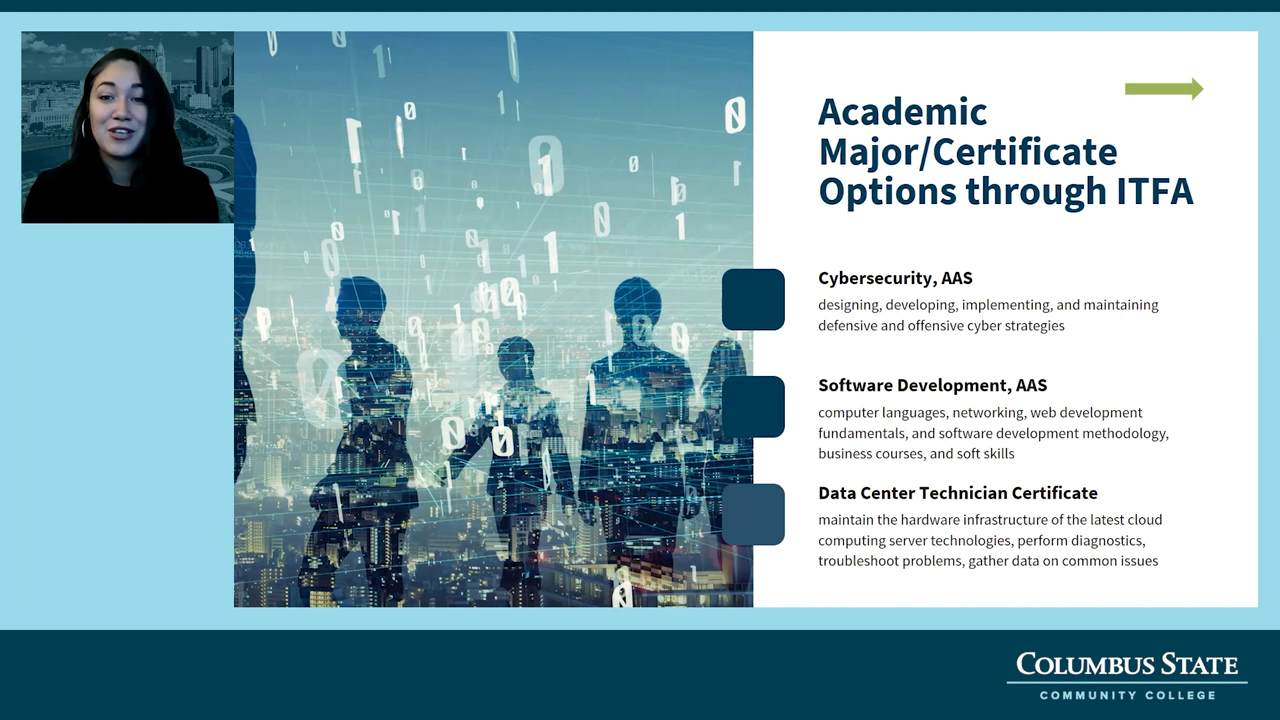 Academic
Major/Certificate
Options through ITFA
Cybersecurity, AAS
designing, developing, implementing, and maintaining
defensive and offensive cyber strategies
Software Development, AAS
computer languages, networking, web development
fundamentals, and software development methodology,
business courses, and soft skills
Data Center Technician Certificate
maintain the hardware infrastructure of the latest cloud
computing server technologies, perform diagnostics,
troubleshoot problems, gather data on common issues
COLUMBUS STATE
COMMUNITY COLLEGE